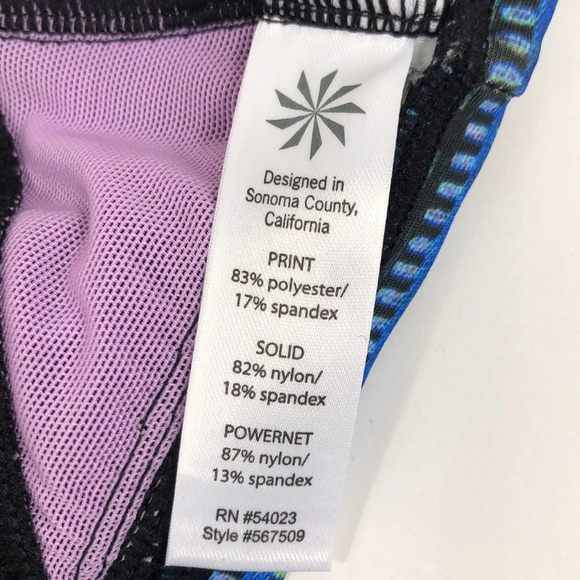 Designed in
Sonoma County,
California
PRINT
83% polyester/
17% spandex
SOLID
82% nylon/
18% spandex
POWERNET
87% nylon/
13% spandex
RN #54023
Style #567509